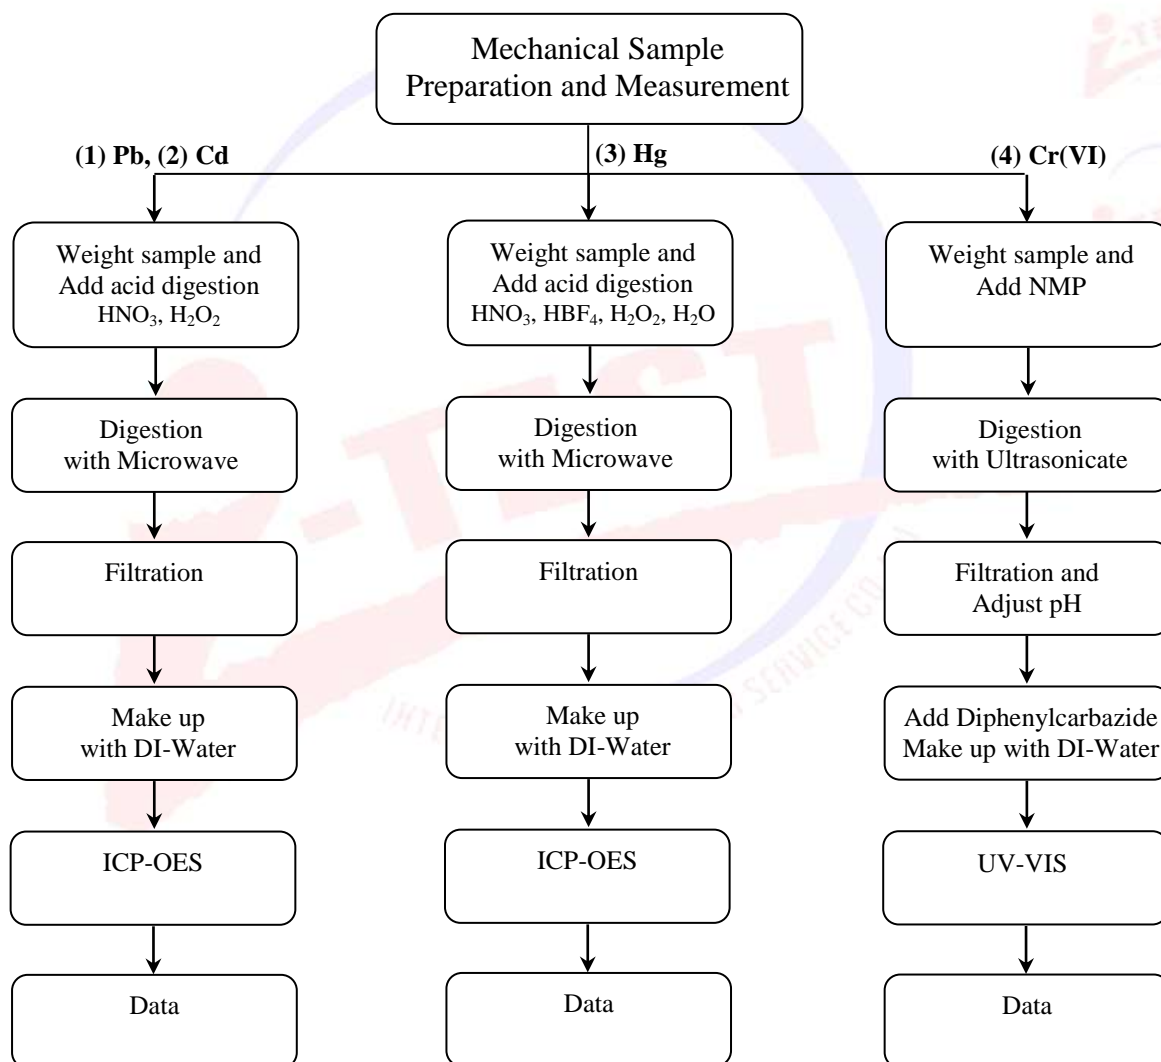 Mechanical Sample
Preparation and Measurement
(1) Pb, (2) Cd
(3) Hg
(4) Cr(VI)
Weight sample and
Add acid digestion
HNO₃, H₂O₂
Weight sample and
Add acid digestion
HNO₃, HBF₄, H₂O₂, H₂O
Weight sample and
Add NMP
Digestion
with Microwave
Digestion
with Microwave
Digestion
with Ultrasonicate
Filtration
Filtration
Filtration and
Adjust pH
Make up
with DI-Water
Make up
with DI-Water
Add Diphenylcarbazide
Make up with DI-Water
ICP-OES
ICP-OES
UV-VIS
Data
Data
Data
i-TEST
SERVICE CO.